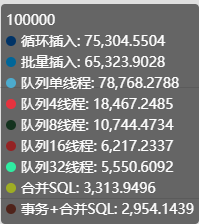 100000
循环插入: 75,304.5504
批量插入: 65,323.9028
队列单线程: 78,768.2788
队列4线程: 18,467.2485
队列8线程: 10,744.4734
队列16线程: 6,217.2337
队列32线程: 5,550.6092
合并SQL: 3,313.9496
事务+合并SQL: 2,954.1439